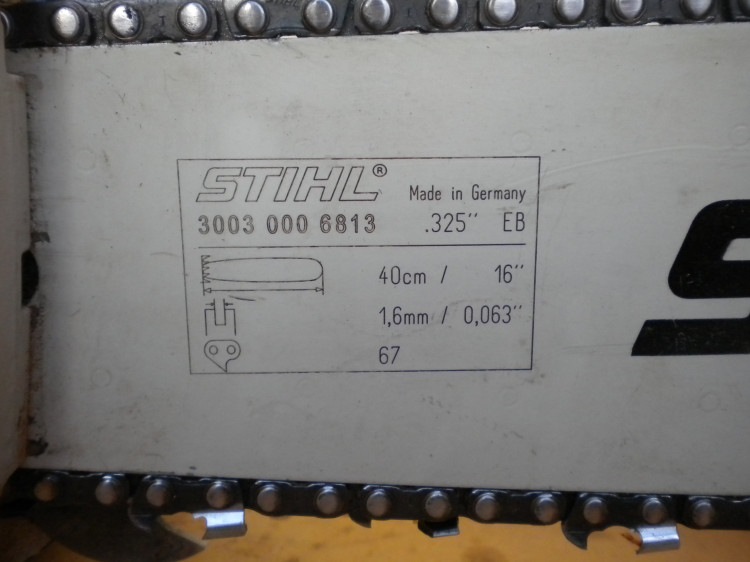 STIHL® Made in Germany
3003 000 6813 .325" EB
40cm / 16"
1,6mm / 0,063"
67